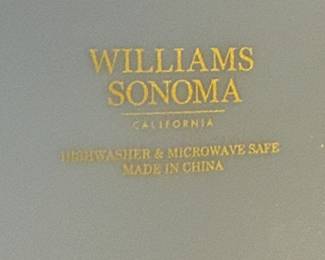 WILLIAMS
SONOMA
CALIFORNIA
DISHWASHER & MICROWAVE SAFE
MADE IN CHINA